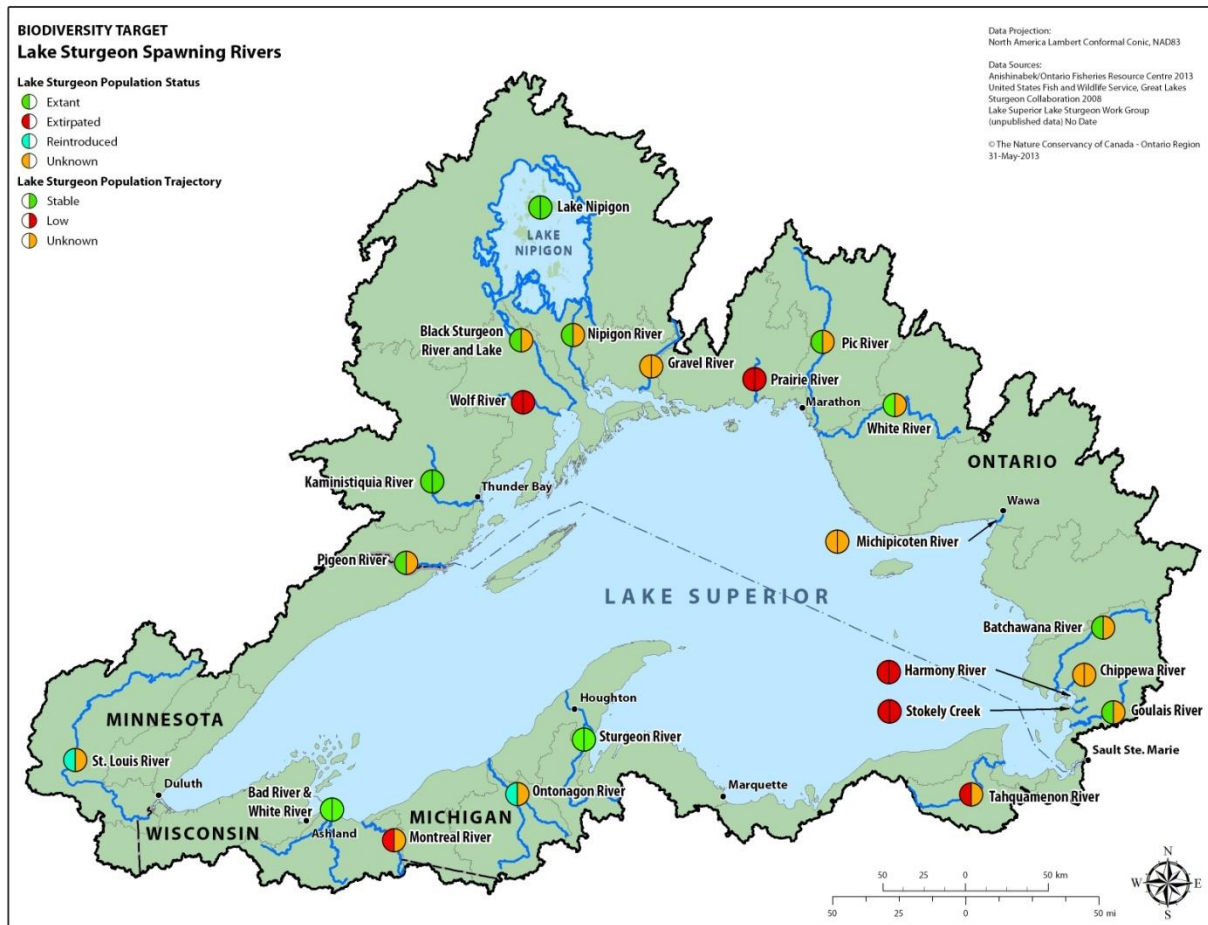 BIODIVERSITY TARGET
Lake Sturgeon Spawning Rivers
Lake Sturgeon Population Status
Extant
Extirpated
Reintroduced
Unknown
Lake Sturgeon Population Trajectory
Stable
Low
Unknown
Data Projection:
North America Lambert Conformal Conic, NAD83
Data Sources:
Anishinabek/Ontario Fisheries Resource Centre 2013
United States Fish and Wildlife Service, Great Lakes
Sturgeon Collaboration 2008
Lake Superior Lake Sturgeon Work Group
(unpublished data) No Date
© The Nature Conservancy of Canada - Ontario Region
31-May-2013
Lake Nipigon
LAKE
NIPIGON
Black Sturgeon
River and Lake
Nipigon River
Gravel River
Pic River
Prairie River
Wolf River
Marathon
White River
ONTARIO
Kaministiquia River
Thunder Bay
Wawa
Michipicoten River
Pigeon River
LAKE SUPERIOR
Batchawana River
Harmony River
Chippewa River
Stokely Creek
Goulais River
Houghton
MINNESOTA
Sturgeon River
Sault Ste. Marie
St. Louis River
Duluth
Bad River &
White River
Ontonagon River
Marquette
Tahquamenon River
MICHIGAN
WISCONSIN
Ashland
Montreal River
50 25 0 50 km
50 25 0 50 mi
N
W E
S